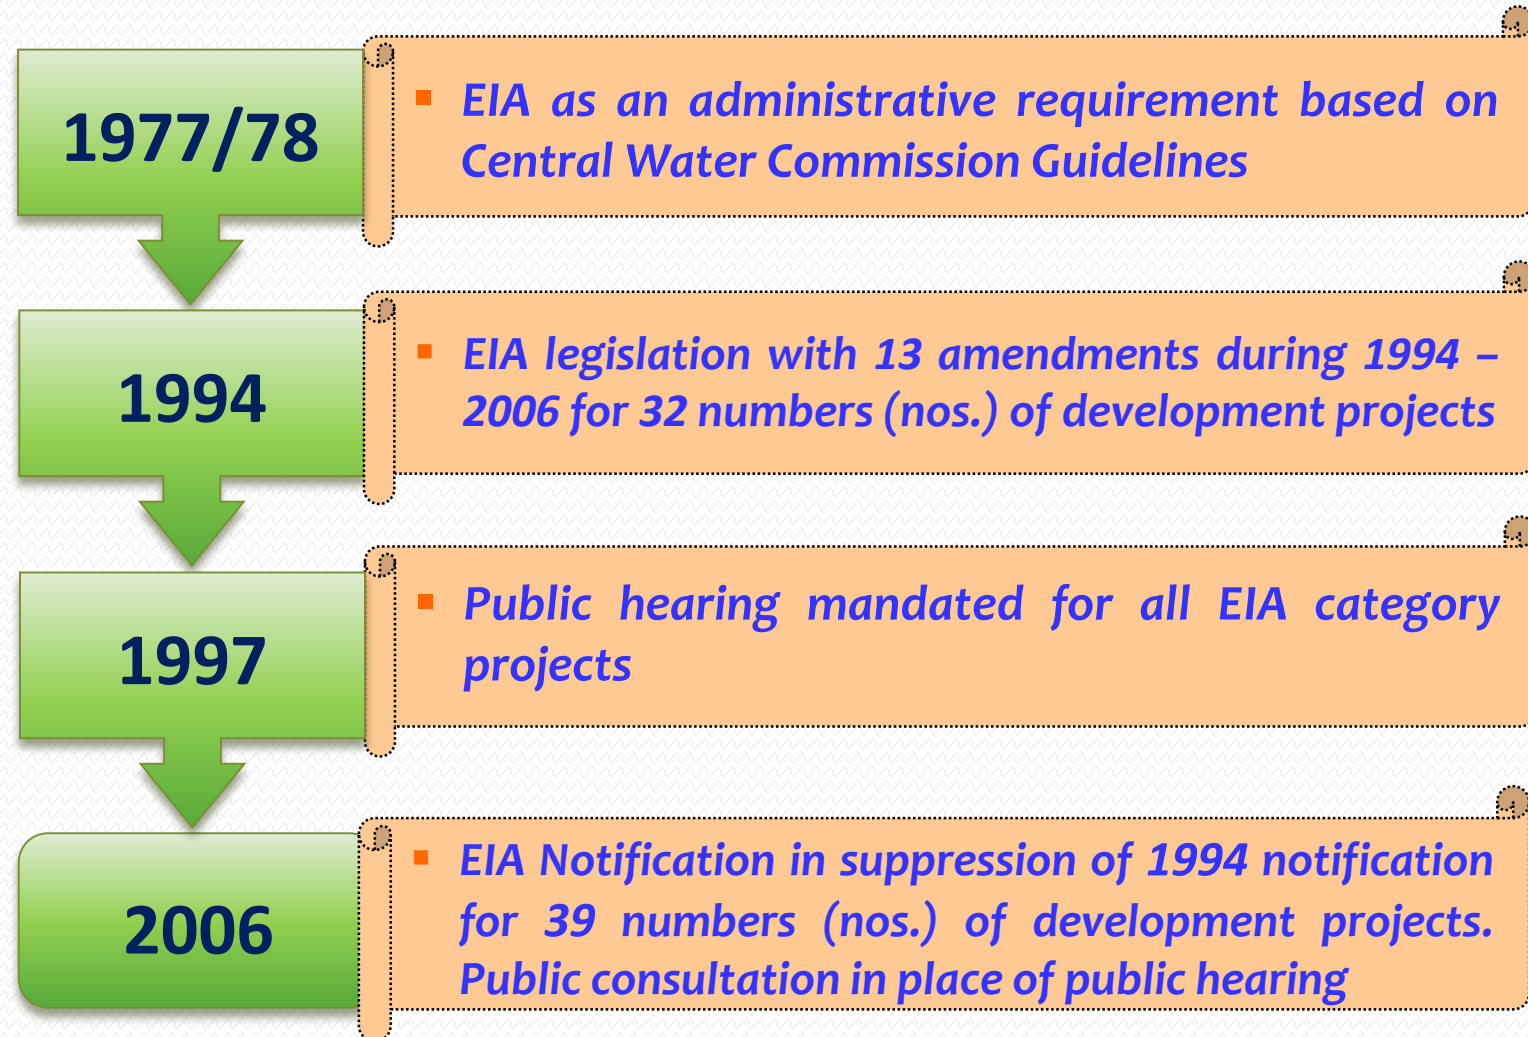 1977/78
▪ EIA as an administrative requirement based on
Central Water Commission Guidelines
1994
▪ EIA legislation with 13 amendments during 1994 –
2006 for 32 numbers (nos.) of development projects
1997
▪ Public hearing mandated for all EIA category
projects
2006
▪ EIA Notification in suppression of 1994 notification
for 39 numbers (nos.) of development projects.
Public consultation in place of public hearing